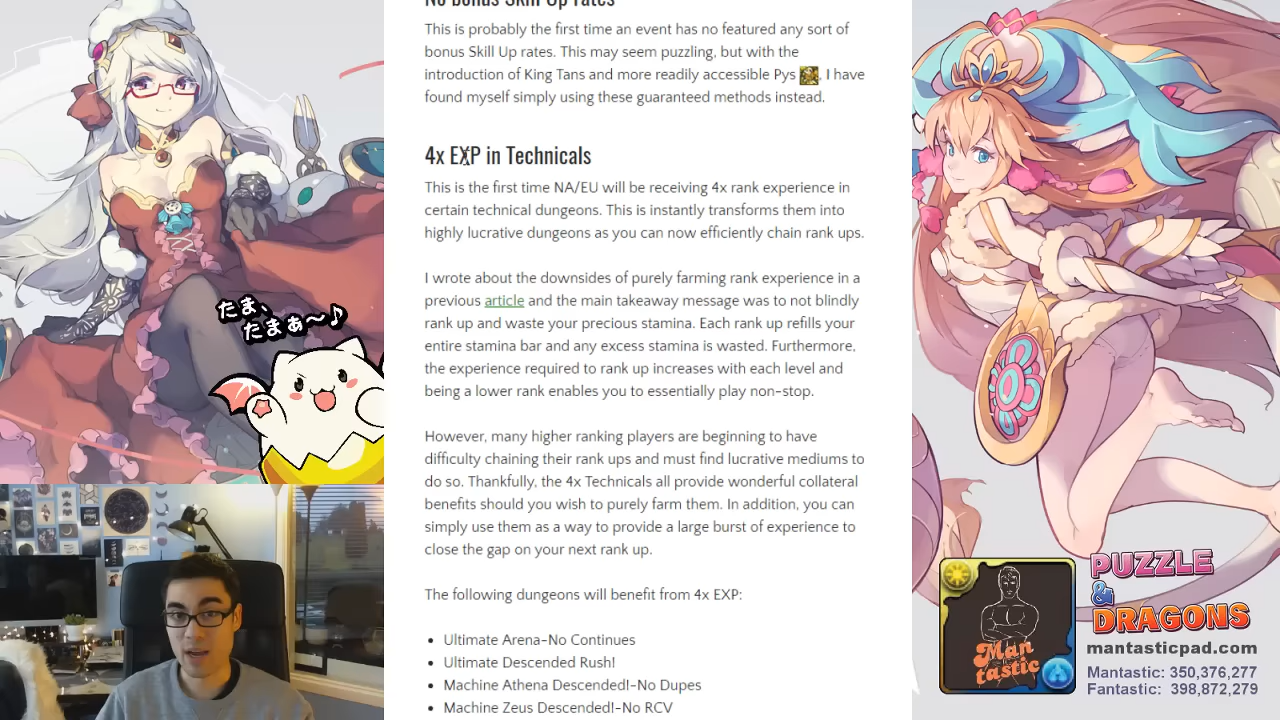 No bonus Skill Up rates
This is probably the first time an event has no featured any sort of
bonus Skill Up rates. This may seem puzzling, but with the
introduction of King Tans and more readily accessible Pys . I have
found myself simply using these guaranteed methods instead.
4x EXP in Technicals
This is the first time NA/EU will be receiving 4x rank experience in
certain technical dungeons. This is instantly transforms them into
highly lucrative dungeons as you can now efficiently chain rank ups.
I wrote about the downsides of purely farming rank experience in a
previous article and the main takeaway message was to not blindly
rank up and waste your precious stamina. Each rank up refills your
entire stamina bar and any excess stamina is wasted. Furthermore,
the experience required to rank up increases with each level and
being a lower rank enables you to essentially play non-stop.
However, many higher ranking players are beginning to have
difficulty chaining their rank ups and must find lucrative mediums to
do so. Thankfully, the 4x Technicals all provide wonderful collateral
benefits should you wish to purely farm them. In addition, you can
simply use them as a way to provide a large burst of experience to
close the gap on your next rank up.
The following dungeons will benefit from 4x EXP:
• Ultimate Arena-No Continues
• Ultimate Descended Rush!
• Machine Athena Descended!-No Dupes
• Machine Zeus Descended!-No RCV
たま、
たまぁ〜♪
Man
tastic
PUZZLE
&
DRAGONS
mantasticpad.com
Mantastic: 350,376,277
Fantastic: 398,872,279